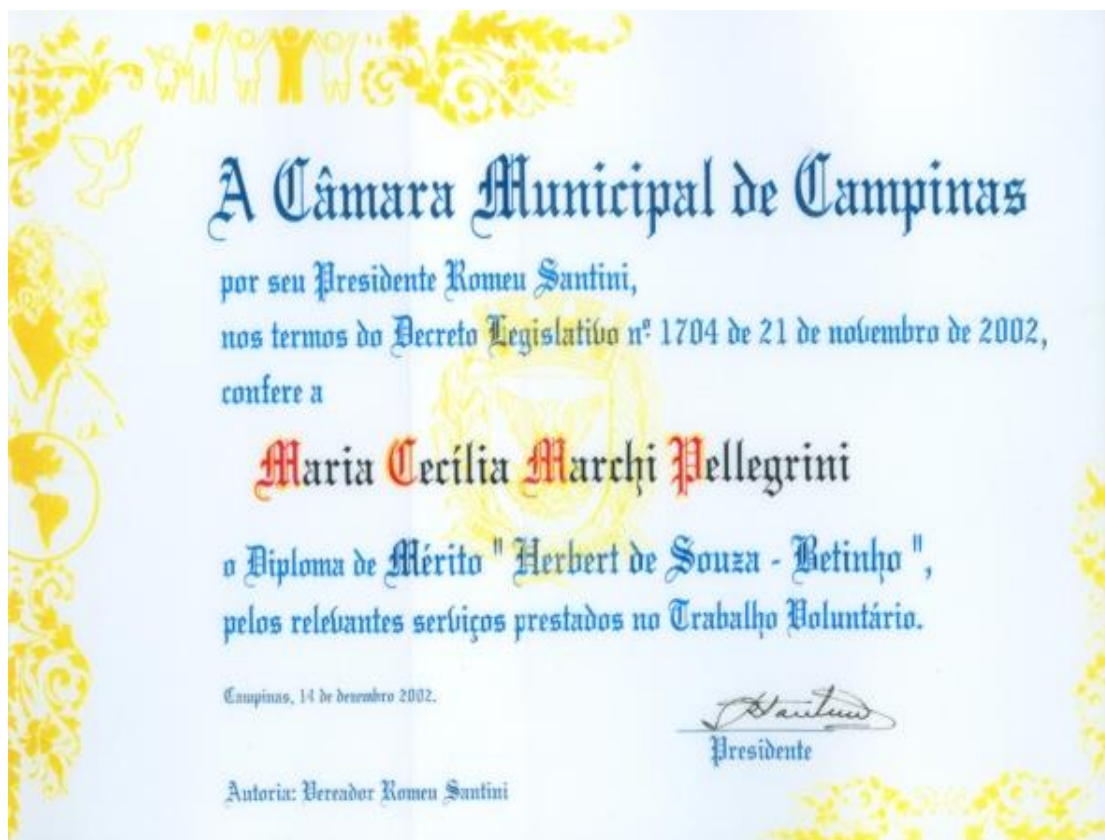 A Câmara Municipal de Campinas
por seu Presidente Romeu Santini,
nos termos do Decreto Legislativo nº 1704 de 21 de novembro de 2002,
confere a
Maria Cecília Marchi Pellegrini
o Diploma de Mérito " Herbert de Souza - Betinho ",
pelos relevantes serviços prestados no Trabalho Voluntário.
Campinas, 14 de dezembro 2002.
Presidente
Autoria: Vereador Romeu Santini